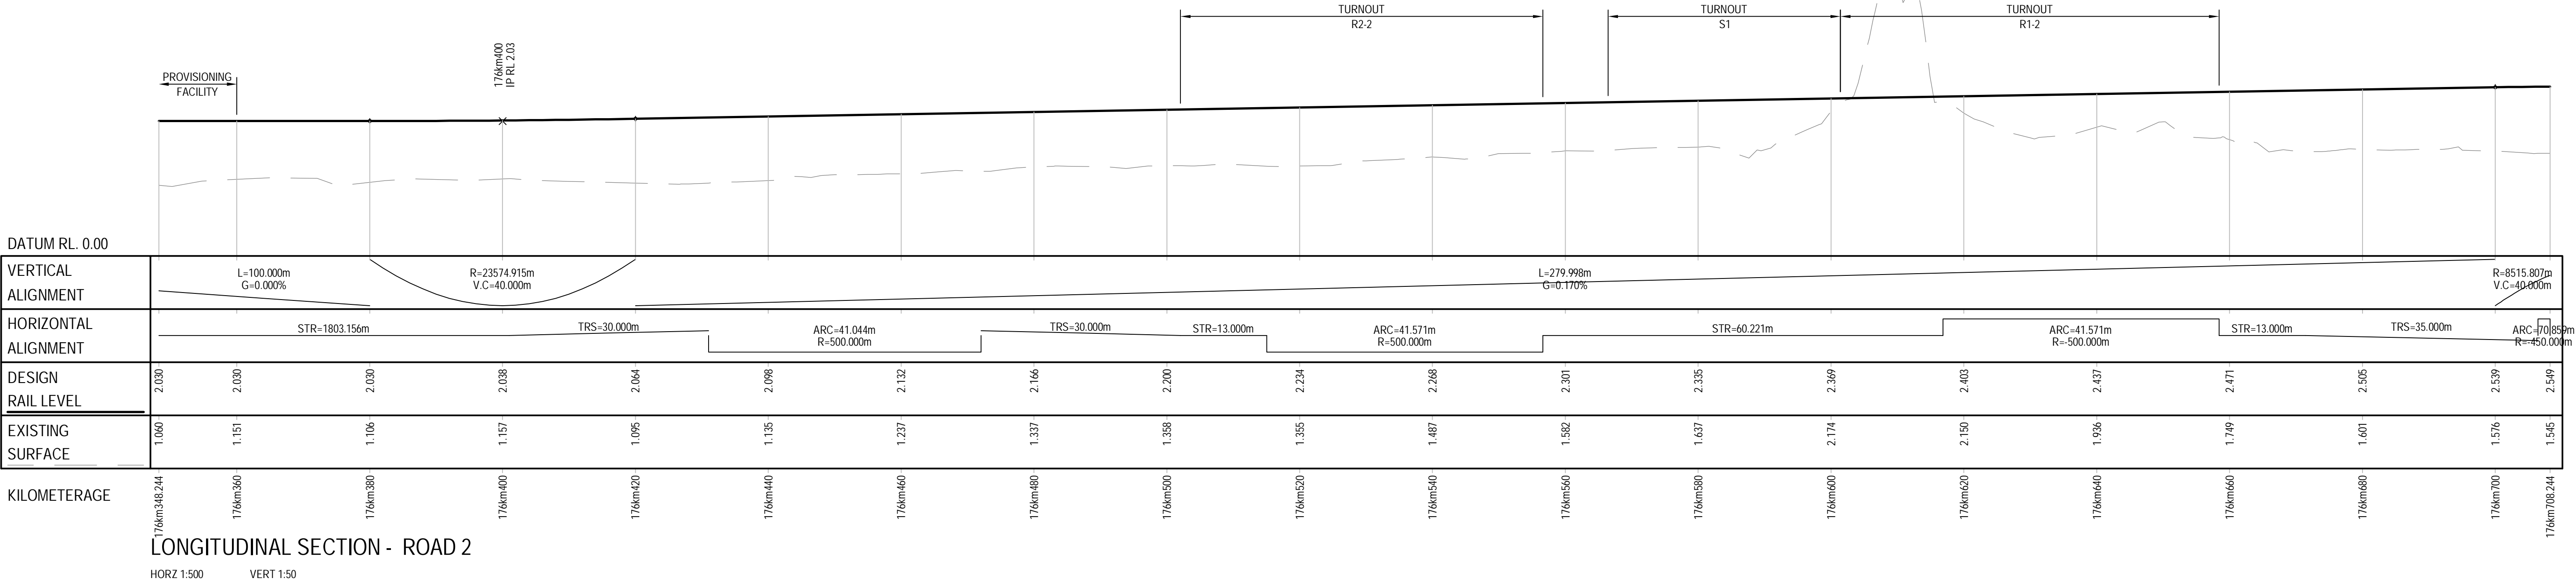 TURNOUT
R2-2
TURNOUT
S1
TURNOUT
R1-2
176km400
IP RL 2.03
PROVISIONING
FACILITY
DATUM RL. 0.00
VERTICAL
ALIGNMENT
L=100.000m
G=0.000%
R=23574.915m
V.C=40.000m
L=279.998m
G=0.170%
R=8515.807m
V.C=40.000m
HORIZONTAL
ALIGNMENT
STR=1803.156m
TRS=30.000m
ARC=41.044m
R=500.000m
TRS=30.000m
STR=13.000m
ARC=41.571m
R=500.000m
STR=60.221m
ARC=41.571m
R=-500.000m
STR=13.000m
TRS=35.000m
ARC=70.859m
R=-450.000m
DESIGN
RAIL LEVEL
2.030 2.030 2.030 2.038 2.064 2.098 2.132 2.166 2.200 2.234 2.268 2.301 2.335 2.369 2.403 2.437 2.471 2.505 2.539 2.549
EXISTING
SURFACE
1.060 1.151 1.106 1.157 1.095 1.135 1.237 1.337 1.358 1.355 1.487 1.582 1.637 2.174 2.150 1.936 1.749 1.601 1.576 1.545
KILOMETERAGE
176km348.244 176km360 176km380 176km400 176km420 176km440 176km460 176km480 176km500 176km520 176km540 176km560 176km580 176km600 176km620 176km640 176km660 176km680 176km700 176km708.244
LONGITUDINAL SECTION - ROAD 2
HORZ 1:500 VERT 1:50